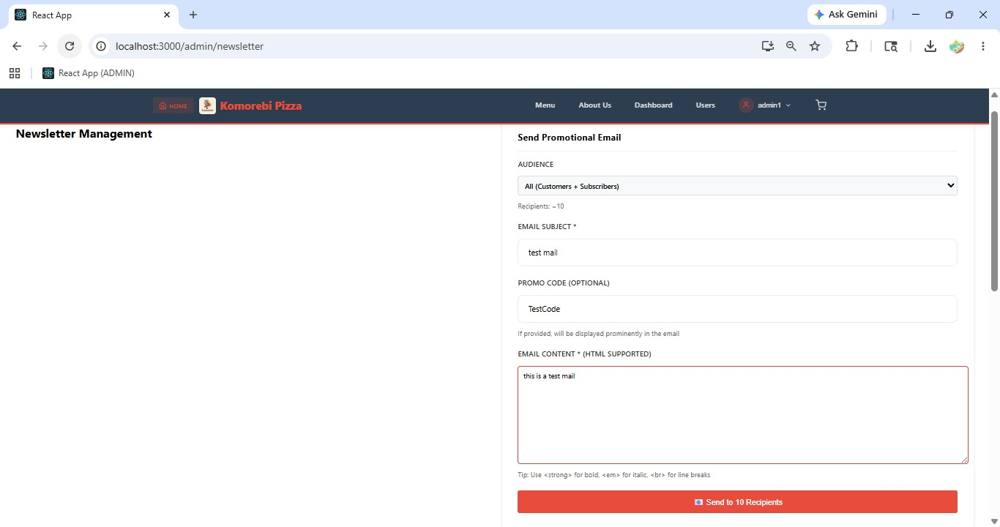 React App
Ask Gemini
localhost:3000/admin/newsletter
React App (ADMIN)
HOME
Komorebi Pizza
Menu
About Us
Dashboard
Users
admin1
Newsletter Management
Send Promotional Email
AUDIENCE
All (Customers + Subscribers)
Recipients: ~10
EMAIL SUBJECT *
test mail
PROMO CODE (OPTIONAL)
TestCode
If provided, will be displayed prominently in the email
EMAIL CONTENT * (HTML SUPPORTED)
this is a test mail
Tip: Use <strong> for bold, <em> for italic, <br> for line breaks
Send to 10 Recipients